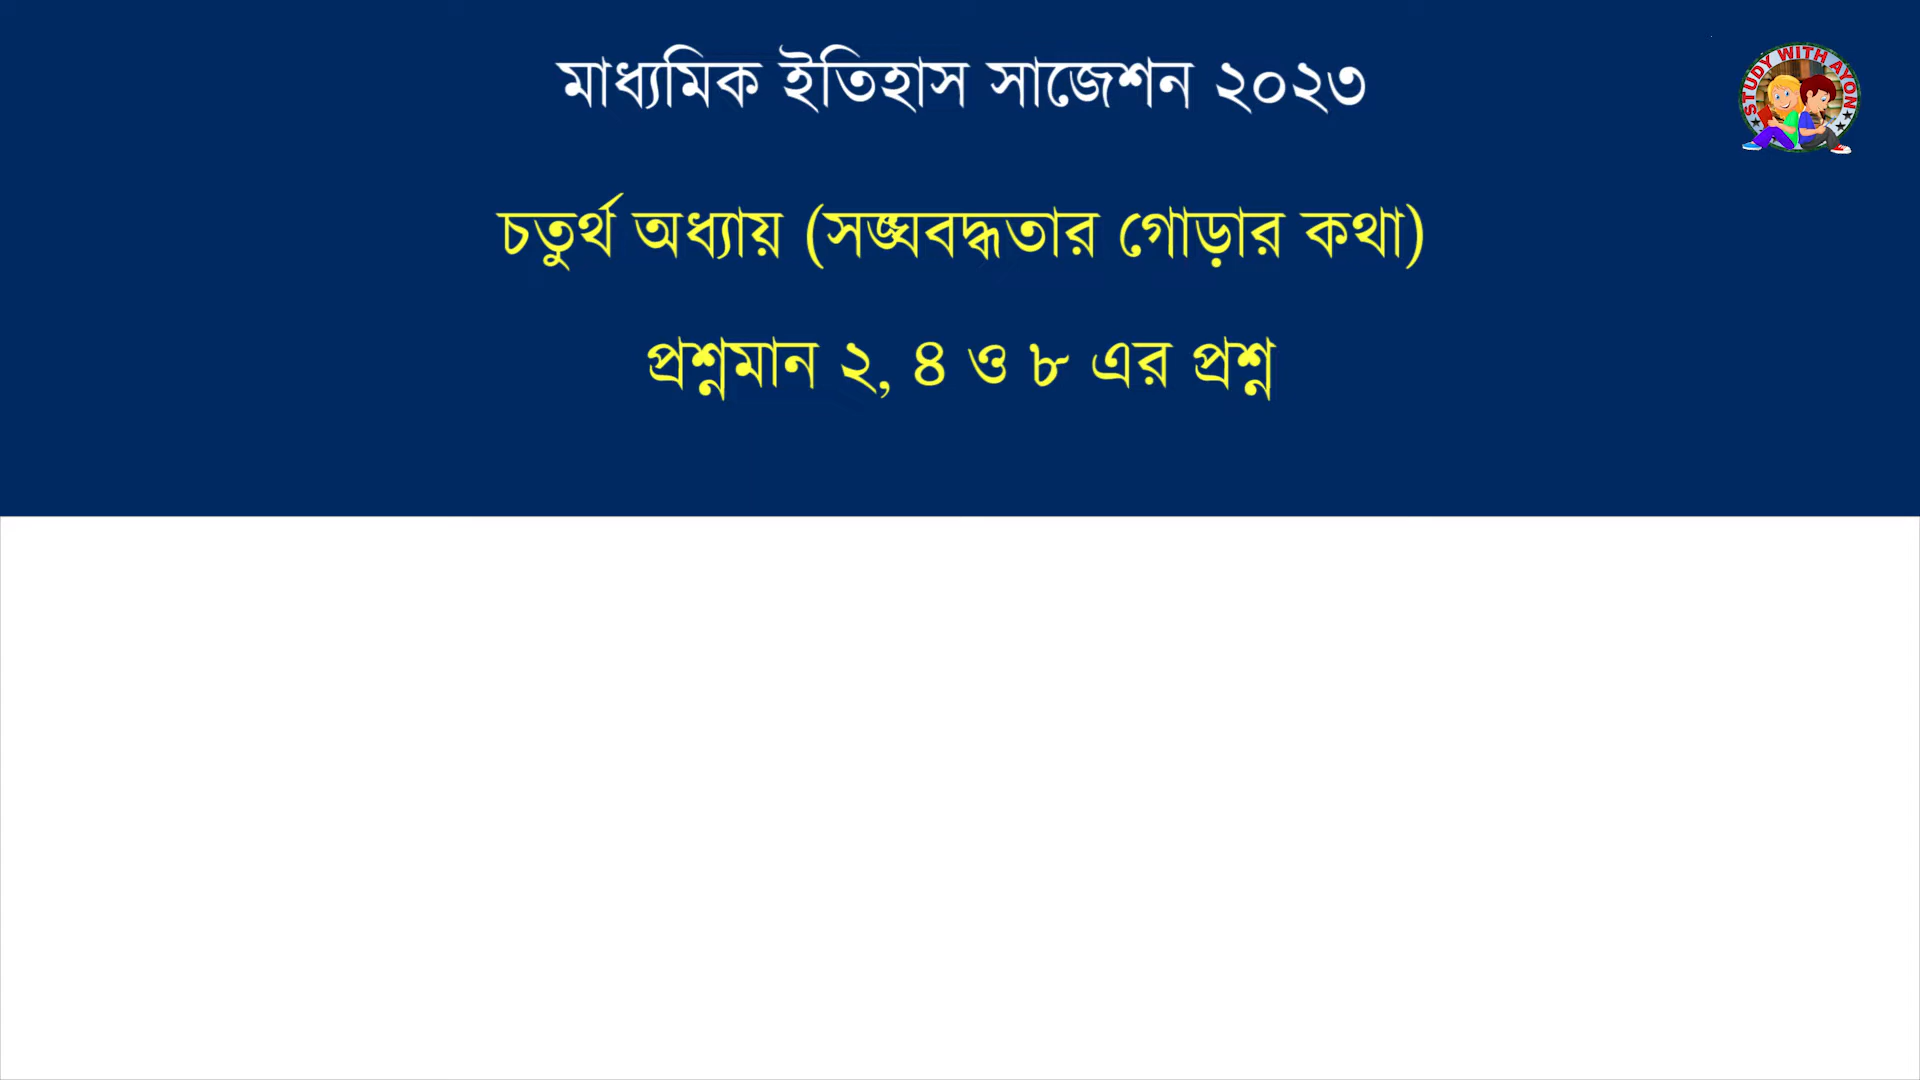 মাধ্যমিক ইতিহাস সাজেশন ২০২৩
STUDY WITH AYON
চতুর্থ অধ্যায় (সঙ্ঘবদ্ধতার গোড়ার কথা)
প্রশ্নমান ২, ৪ ও ৮ এর প্রশ্ন